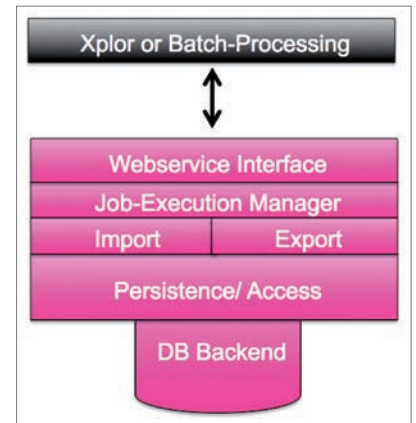 Xplor or Batch-Processing
Webservice Interface
Job-Execution Manager
Import Export
Persistence/ Access
DB Backend